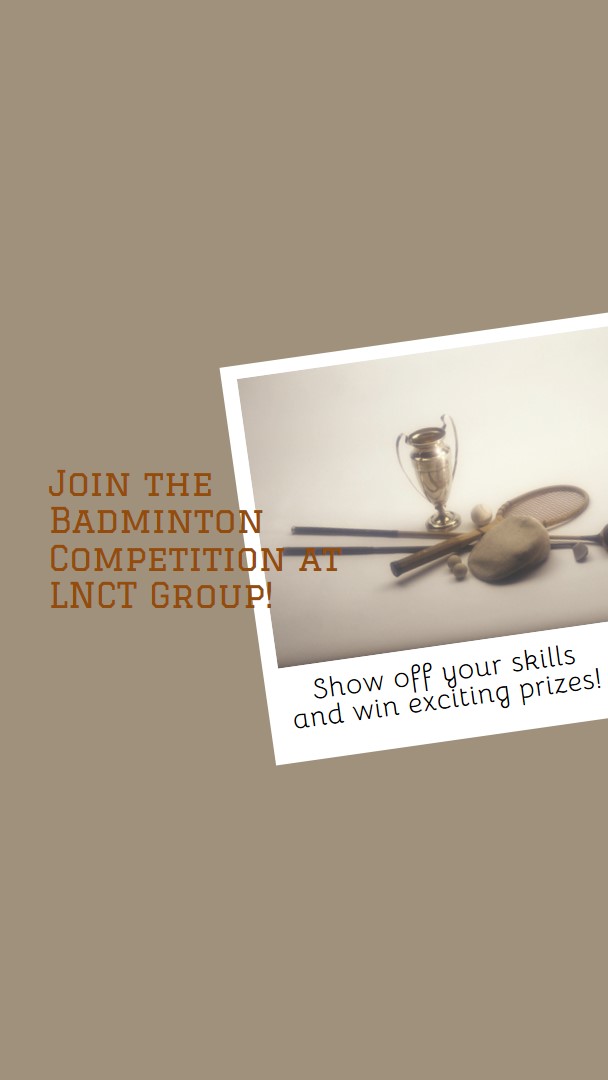 Join the
Badminton
Competition at
LNCT Group!
Show off your skills
and win exciting prizes!